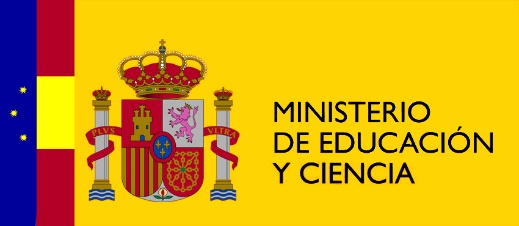 PLVS VLTRA
MINISTERIO
DE EDUCACIÓN
Y CIENCIA